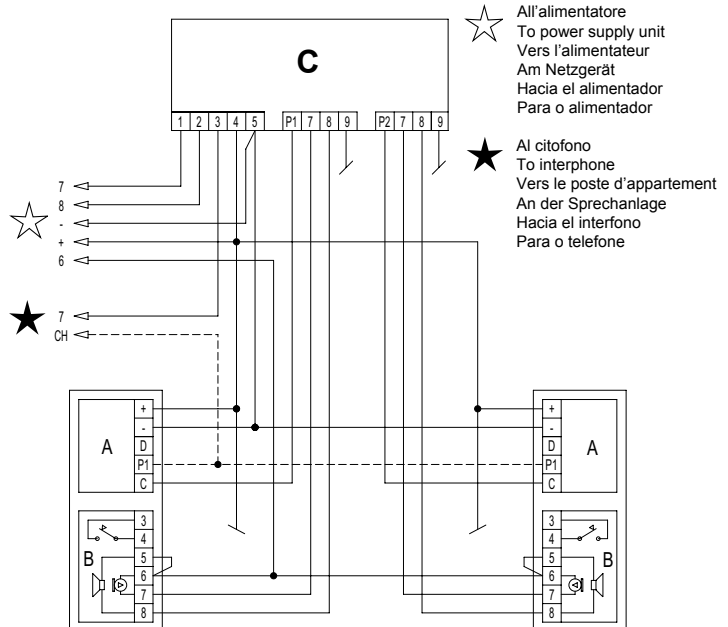 C
1 2 3 4 5 P1 7 8 9 P2 7 8 9
All'alimentatore
To power supply unit
Vers l'alimentateur
Am Netzgerät
Hacia el alimentador
Para o alimentador
Al citofono
To interphone
Vers le poste d'appartement
An der Sprechanlage
Hacia el interfono
Para o telefone
7
8
-
+
6
7
CH
A
+
-
D
P1
C
B
3
4
5
6
7
8
+
-
D
P1
C
A
3
4
5
6
7
8
B